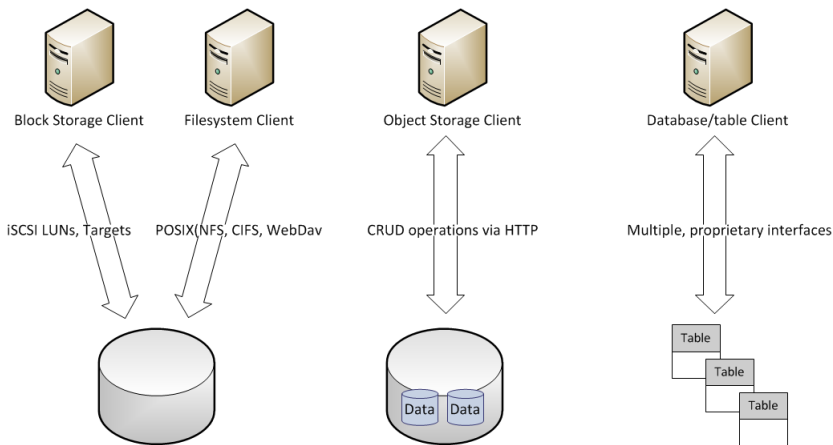 Block Storage Client
Filesystem Client
Object Storage Client
Database/table Client
iSCSI LUNs, Targets
POSIX(NFS, CIFS, WebDav
CRUD operations via HTTP
Multiple, proprietary interfaces
Table
Table
Table
Data
Data